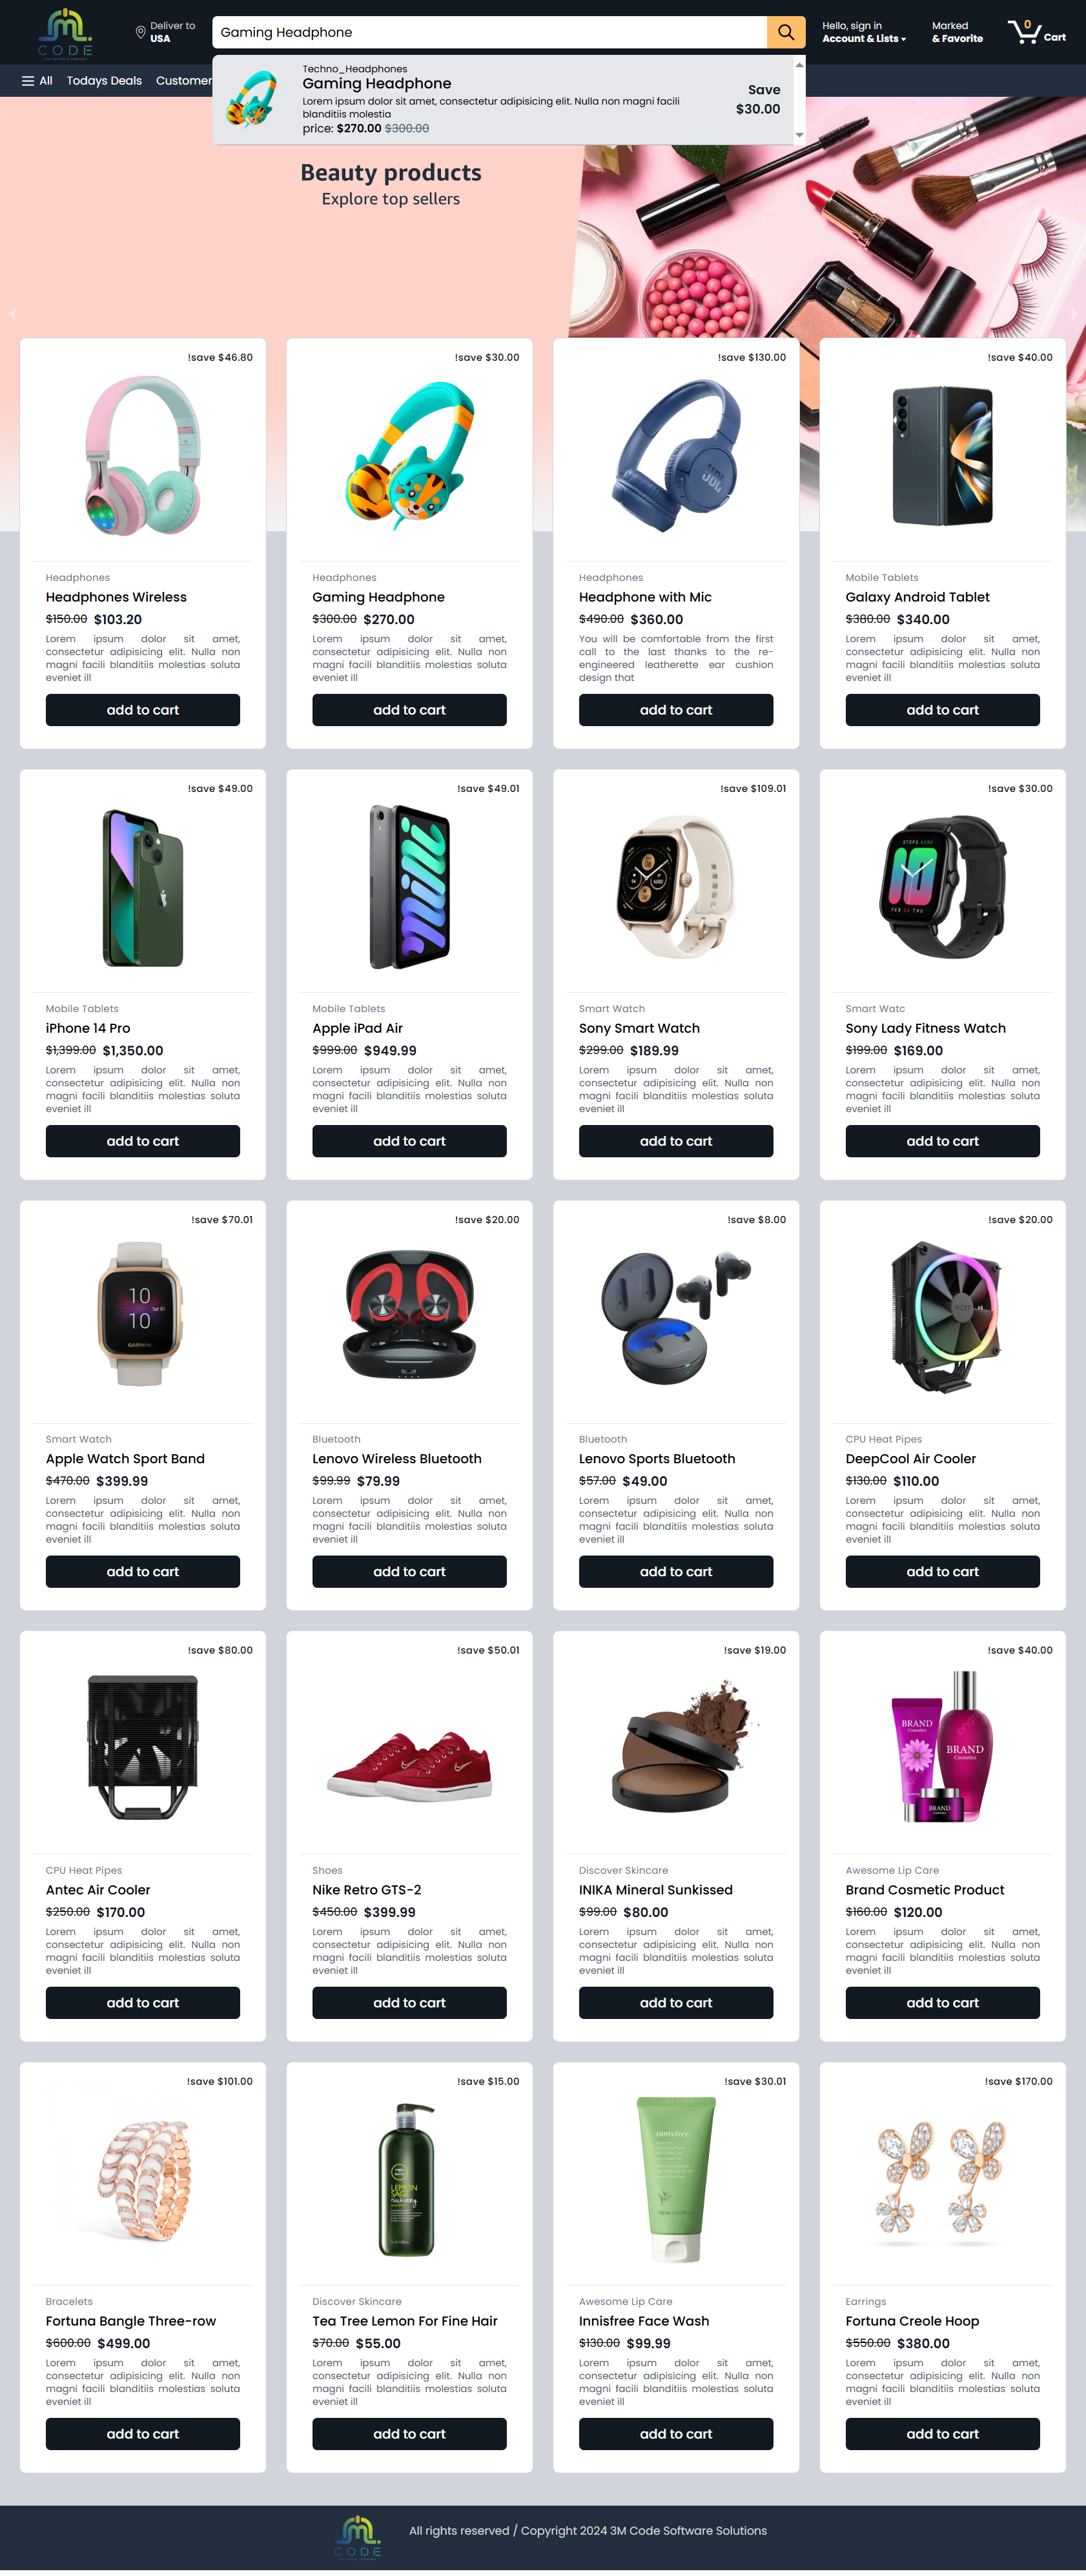 CODE
Deliver to
USA
Gaming Headphone
Hello, sign in
Account & Lists
Marked
& Favorite
0
Cart
All Todays Deals Customer
Techno_Headphones
Gaming Headphone
Lorem ipsum dolor sit amet, consectetur adipisicing elit. Nulla non magni facili
blanditiis molestia
price: $270.00 $300.00
Save
$30.00
Beauty products
Explore top sellers
!save $46.80
Headphones
Headphones Wireless
$150.00 $103.20
Lorem ipsum dolor sit amet,
consectetur adipisicing elit. Nulla non
magni facili blanditiis molestias soluta
eveniet ill
add to cart
!save $30.00
Headphones
Gaming Headphone
$300.00 $270.00
Lorem ipsum dolor sit amet,
consectetur adipisicing elit. Nulla non
magni facili blanditiis molestias soluta
eveniet ill
add to cart
!save $130.00
JBL
Headphones
Headphone with Mic
$490.00 $360.00
You will be comfortable from the first
call to the last thanks to the re-
engineered leatherette ear cushion
design that
add to cart
!save $40.00
Mobile Tablets
Galaxy Android Tablet
$380.00 $340.00
Lorem ipsum dolor sit amet,
consectetur adipisicing elit. Nulla non
magni facili blanditiis molestias soluta
eveniet ill
add to cart
!save $49.00
Mobile Tablets
iPhone 14 Pro
$1,399.00 $1,350.00
Lorem ipsum dolor sit amet,
consectetur adipisicing elit. Nulla non
magni facili blanditiis molestias soluta
eveniet ill
add to cart
!save $49.01
mini
Mobile Tablets
Apple iPad Air
$999.00 $949.99
Lorem ipsum dolor sit amet,
consectetur adipisicing elit. Nulla non
magni facili blanditiis molestias soluta
eveniet ill
add to cart
!save $109.01
Smart Watch
Sony Smart Watch
$299.00 $189.99
Lorem ipsum dolor sit amet,
consectetur adipisicing elit. Nulla non
magni facili blanditiis molestias soluta
eveniet ill
add to cart
!save $30.00
Smart Watc
Sony Lady Fitness Watch
$199.00 $169.00
Lorem ipsum dolor sit amet,
consectetur adipisicing elit. Nulla non
magni facili blanditiis molestias soluta
eveniet ill
add to cart
!save $70.01
10
10
GARMIN
Smart Watch
Apple Watch Sport Band
$470.00 $399.99
Lorem ipsum dolor sit amet,
consectetur adipisicing elit. Nulla non
magni facili blanditiis molestias soluta
eveniet ill
add to cart
!save $20.00
Bluetooth
Lenovo Wireless Bluetooth
$99.99 $79.99
Lorem ipsum dolor sit amet,
consectetur adipisicing elit. Nulla non
magni facili blanditiis molestias soluta
eveniet ill
add to cart
!save $8.00
Bluetooth
Lenovo Sports Bluetooth
$57.00 $49.00
Lorem ipsum dolor sit amet,
consectetur adipisicing elit. Nulla non
magni facili blanditiis molestias soluta
eveniet ill
add to cart
!save $20.00
NZXT
CPU Heat Pipes
DeepCool Air Cooler
$130.00 $110.00
Lorem ipsum dolor sit amet,
consectetur adipisicing elit. Nulla non
magni facili blanditiis molestias soluta
eveniet ill
add to cart
!save $80.00
CPU Heat Pipes
Antec Air Cooler
$250.00 $170.00
Lorem ipsum dolor sit amet,
consectetur adipisicing elit. Nulla non
magni facili blanditiis molestias soluta
eveniet ill
add to cart
!save $50.01
Shoes
Nike Retro GTS-2
$450.00 $399.99
Lorem ipsum dolor sit amet,
consectetur adipisicing elit. Nulla non
magni facili blanditiis molestias soluta
eveniet ill
add to cart
!save $19.00
Discover Skincare
INIKA Mineral Sunkissed
$99.00 $80.00
Lorem ipsum dolor sit amet,
consectetur adipisicing elit. Nulla non
magni facili blanditiis molestias soluta
eveniet ill
add to cart
!save $40.00
BRAND
Cosmetics
BRAND
Cosmetics
BRAND
Awesome Lip Care
Brand Cosmetic Product
$160.00 $120.00
Lorem ipsum dolor sit amet,
consectetur adipisicing elit. Nulla non
magni facili blanditiis molestias soluta
eveniet ill
add to cart
!save $101.00
Bracelets
Fortuna Bangle Three-row
$600.00 $499.00
Lorem ipsum dolor sit amet,
consectetur adipisicing elit. Nulla non
magni facili blanditiis molestias soluta
eveniet ill
add to cart
!save $15.00
LEMON
SAGE
Discover Skincare
Tea Tree Lemon For Fine Hair
$70.00 $55.00
Lorem ipsum dolor sit amet,
consectetur adipisicing elit. Nulla non
magni facili blanditiis molestias soluta
eveniet ill
add to cart
!save $30.01
innisfree
Awesome Lip Care
Innisfree Face Wash
$130.00 $99.99
Lorem ipsum dolor sit amet,
consectetur adipisicing elit. Nulla non
magni facili blanditiis molestias soluta
eveniet ill
add to cart
!save $170.00
Earrings
Fortuna Creole Hoop
$550.00 $380.00
Lorem ipsum dolor sit amet,
consectetur adipisicing elit. Nulla non
magni facili blanditiis molestias soluta
eveniet ill
add to cart
CODE
All rights reserved / Copyright 2024 3M Code Software Solutions